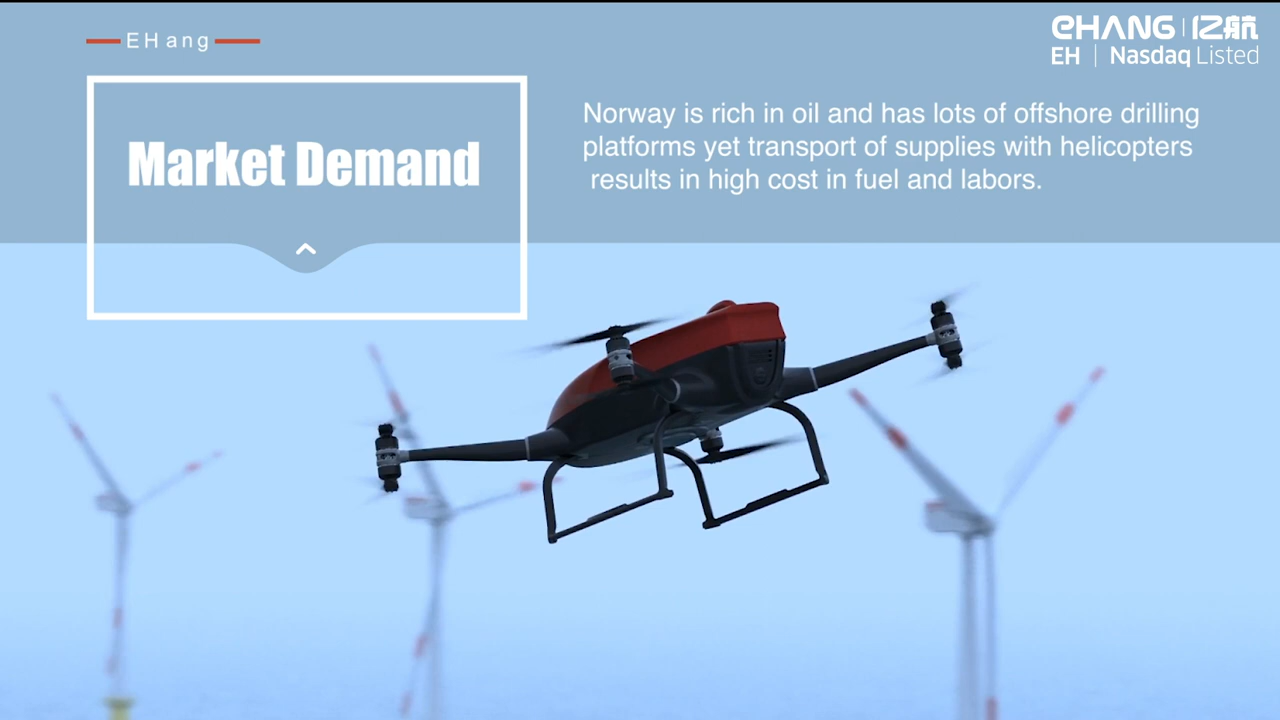 EHang
EHANG | 亿航
EH | Nasdaq Listed
Market Demand
Norway is rich in oil and has lots of offshore drilling
platforms yet transport of supplies with helicopters
results in high cost in fuel and labors.